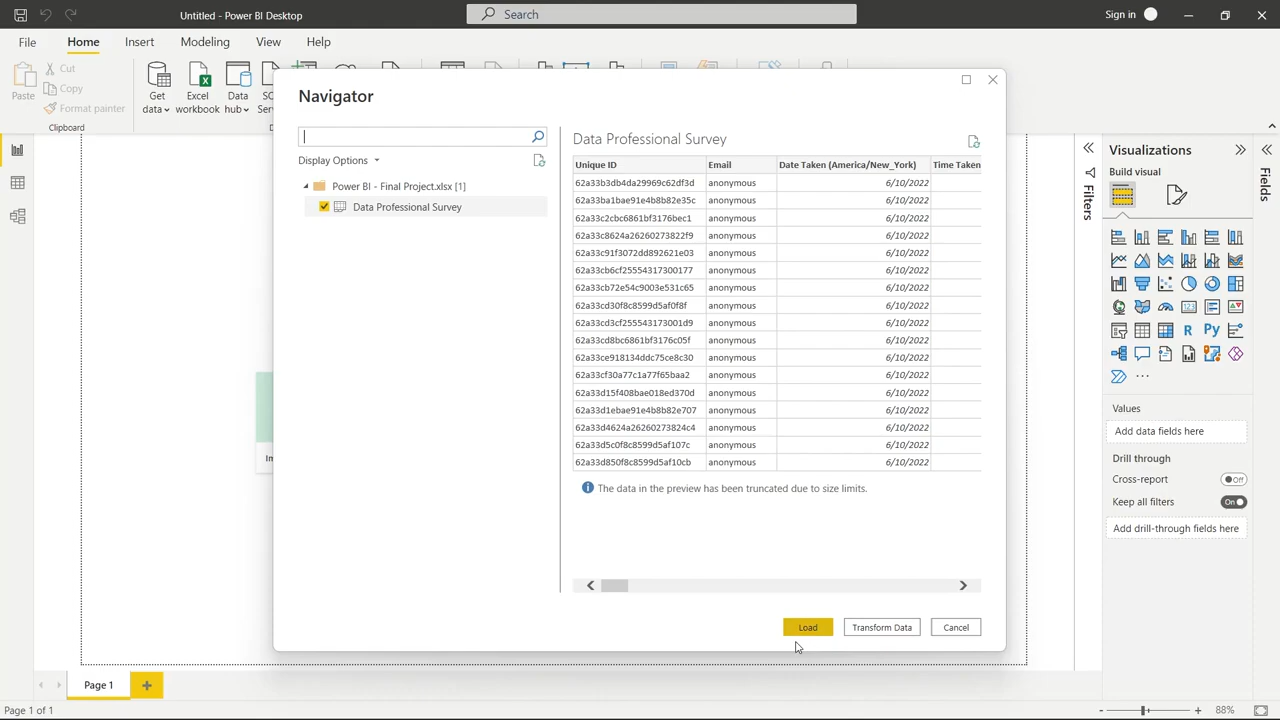 Untitled - Power BI Desktop
Search
Sign in
File
Home
Insert
Modeling
View
Help
Paste
Cut
Copy
Format painter
Clipboard
Get data
Excel workbook
Data hub
Navigator
Display Options
Power BI - Final Project.xlsx [1]
Data Professional Survey
Data Professional Survey
Unique ID Email Date Taken (America/New_York) Time Taken
62a33b3db4da29969c62df3d anonymous 6/10/2022
62a33ba1bae91e4b8b82e35c anonymous 6/10/2022
62a33c2cbc6861bf3176bec1 anonymous 6/10/2022
62a33c8624a26260273822f9 anonymous 6/10/2022
62a33c91f3072dd892621e03 anonymous 6/10/2022
62a33cb6cf25554317300177 anonymous 6/10/2022
62a33cb72e54c9003e531c65 anonymous 6/10/2022
62a33cd30f8c8599d5af0f8f anonymous 6/10/2022
62a33cd3cf255543173001d9 anonymous 6/10/2022
62a33cd8bc6861bf3176c05f anonymous 6/10/2022
62a33ce918134ddc75ce8c30 anonymous 6/10/2022
62a33cf30a77c1a77f65baa2 anonymous 6/10/2022
62a33d15f408bae018ed370d anonymous 6/10/2022
62a33d1ebae91e4b8b82e707 anonymous 6/10/2022
62a33d4624a26260273824c4 anonymous 6/10/2022
62a33d5c0f8c8599d5af107c anonymous 6/10/2022
62a33d850f8c8599d5af10cb anonymous 6/10/2022
The data in the preview has been truncated due to size limits.
Load
Transform Data
Cancel
Filters
Visualizations
Build visual
R
Py
123
Values
Add data fields here
Drill through
Cross-report
Off
Keep all filters
On
Add drill-through fields here
Fields
Page 1
Page 1 of 1
88%